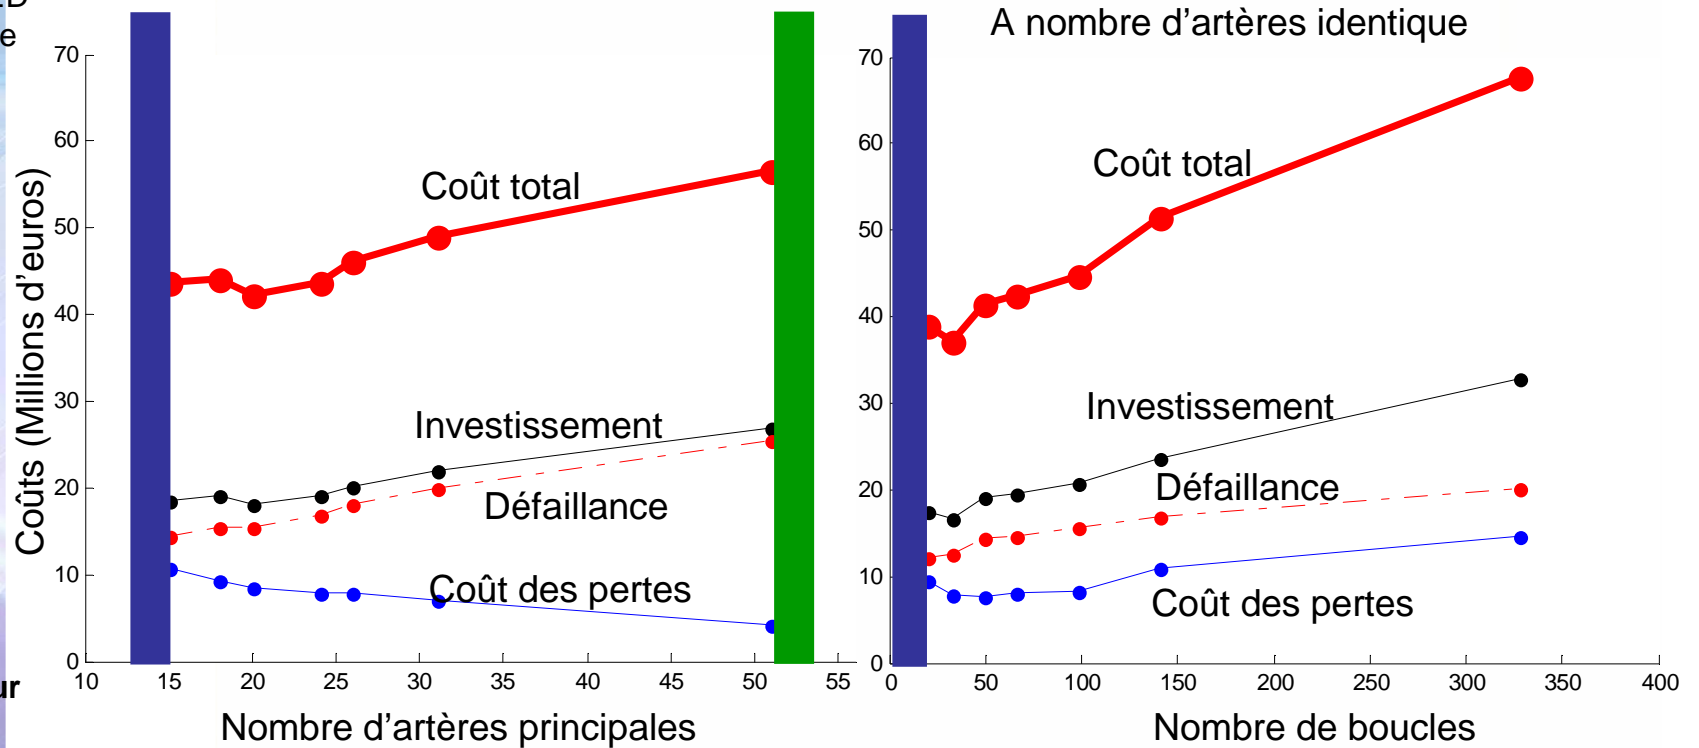 A nombre d'artères identique
Coûts (Millions d'euros)
70
60
50
40
30
20
10
0
Coût total
Investissement
Défaillance
Coût des pertes
10 15 20 25 30 35 40 45 50 55
Nombre d'artères principales
70
60
50
40
30
20
10
0
Coût total
Investissement
Défaillance
Coût des pertes
0 50 100 150 200 250 300 350 400
Nombre de boucles